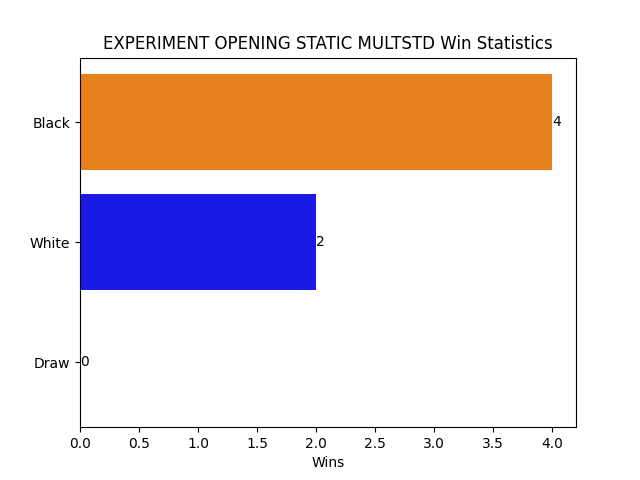 EXPERIMENT OPENING STATIC MULTSTD Win Statistics
Black 4
White 2
Draw 0
0.0 0.5 1.0 1.5 2.0 2.5 3.0 3.5 4.0
Wins